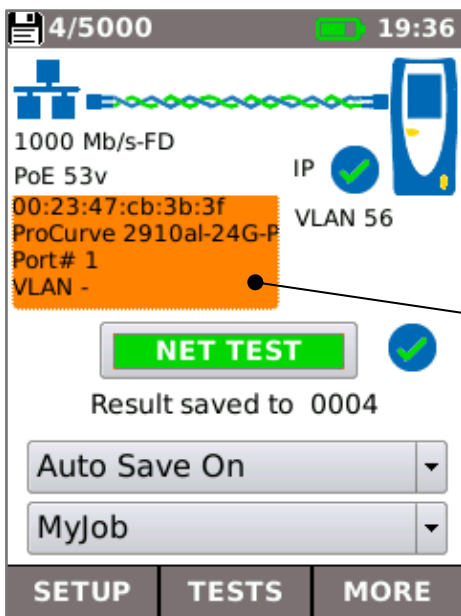 4/5000 19:36
1000 Mb/s-FD
PoE 53v
IP
00:23:47:cb:3b:3f
ProCurve 2910al-24G-P
Port# 1
VLAN -
VLAN 56
NET TEST
Result saved to 0004
Auto Save On
MyJob
SETUP TESTS MORE